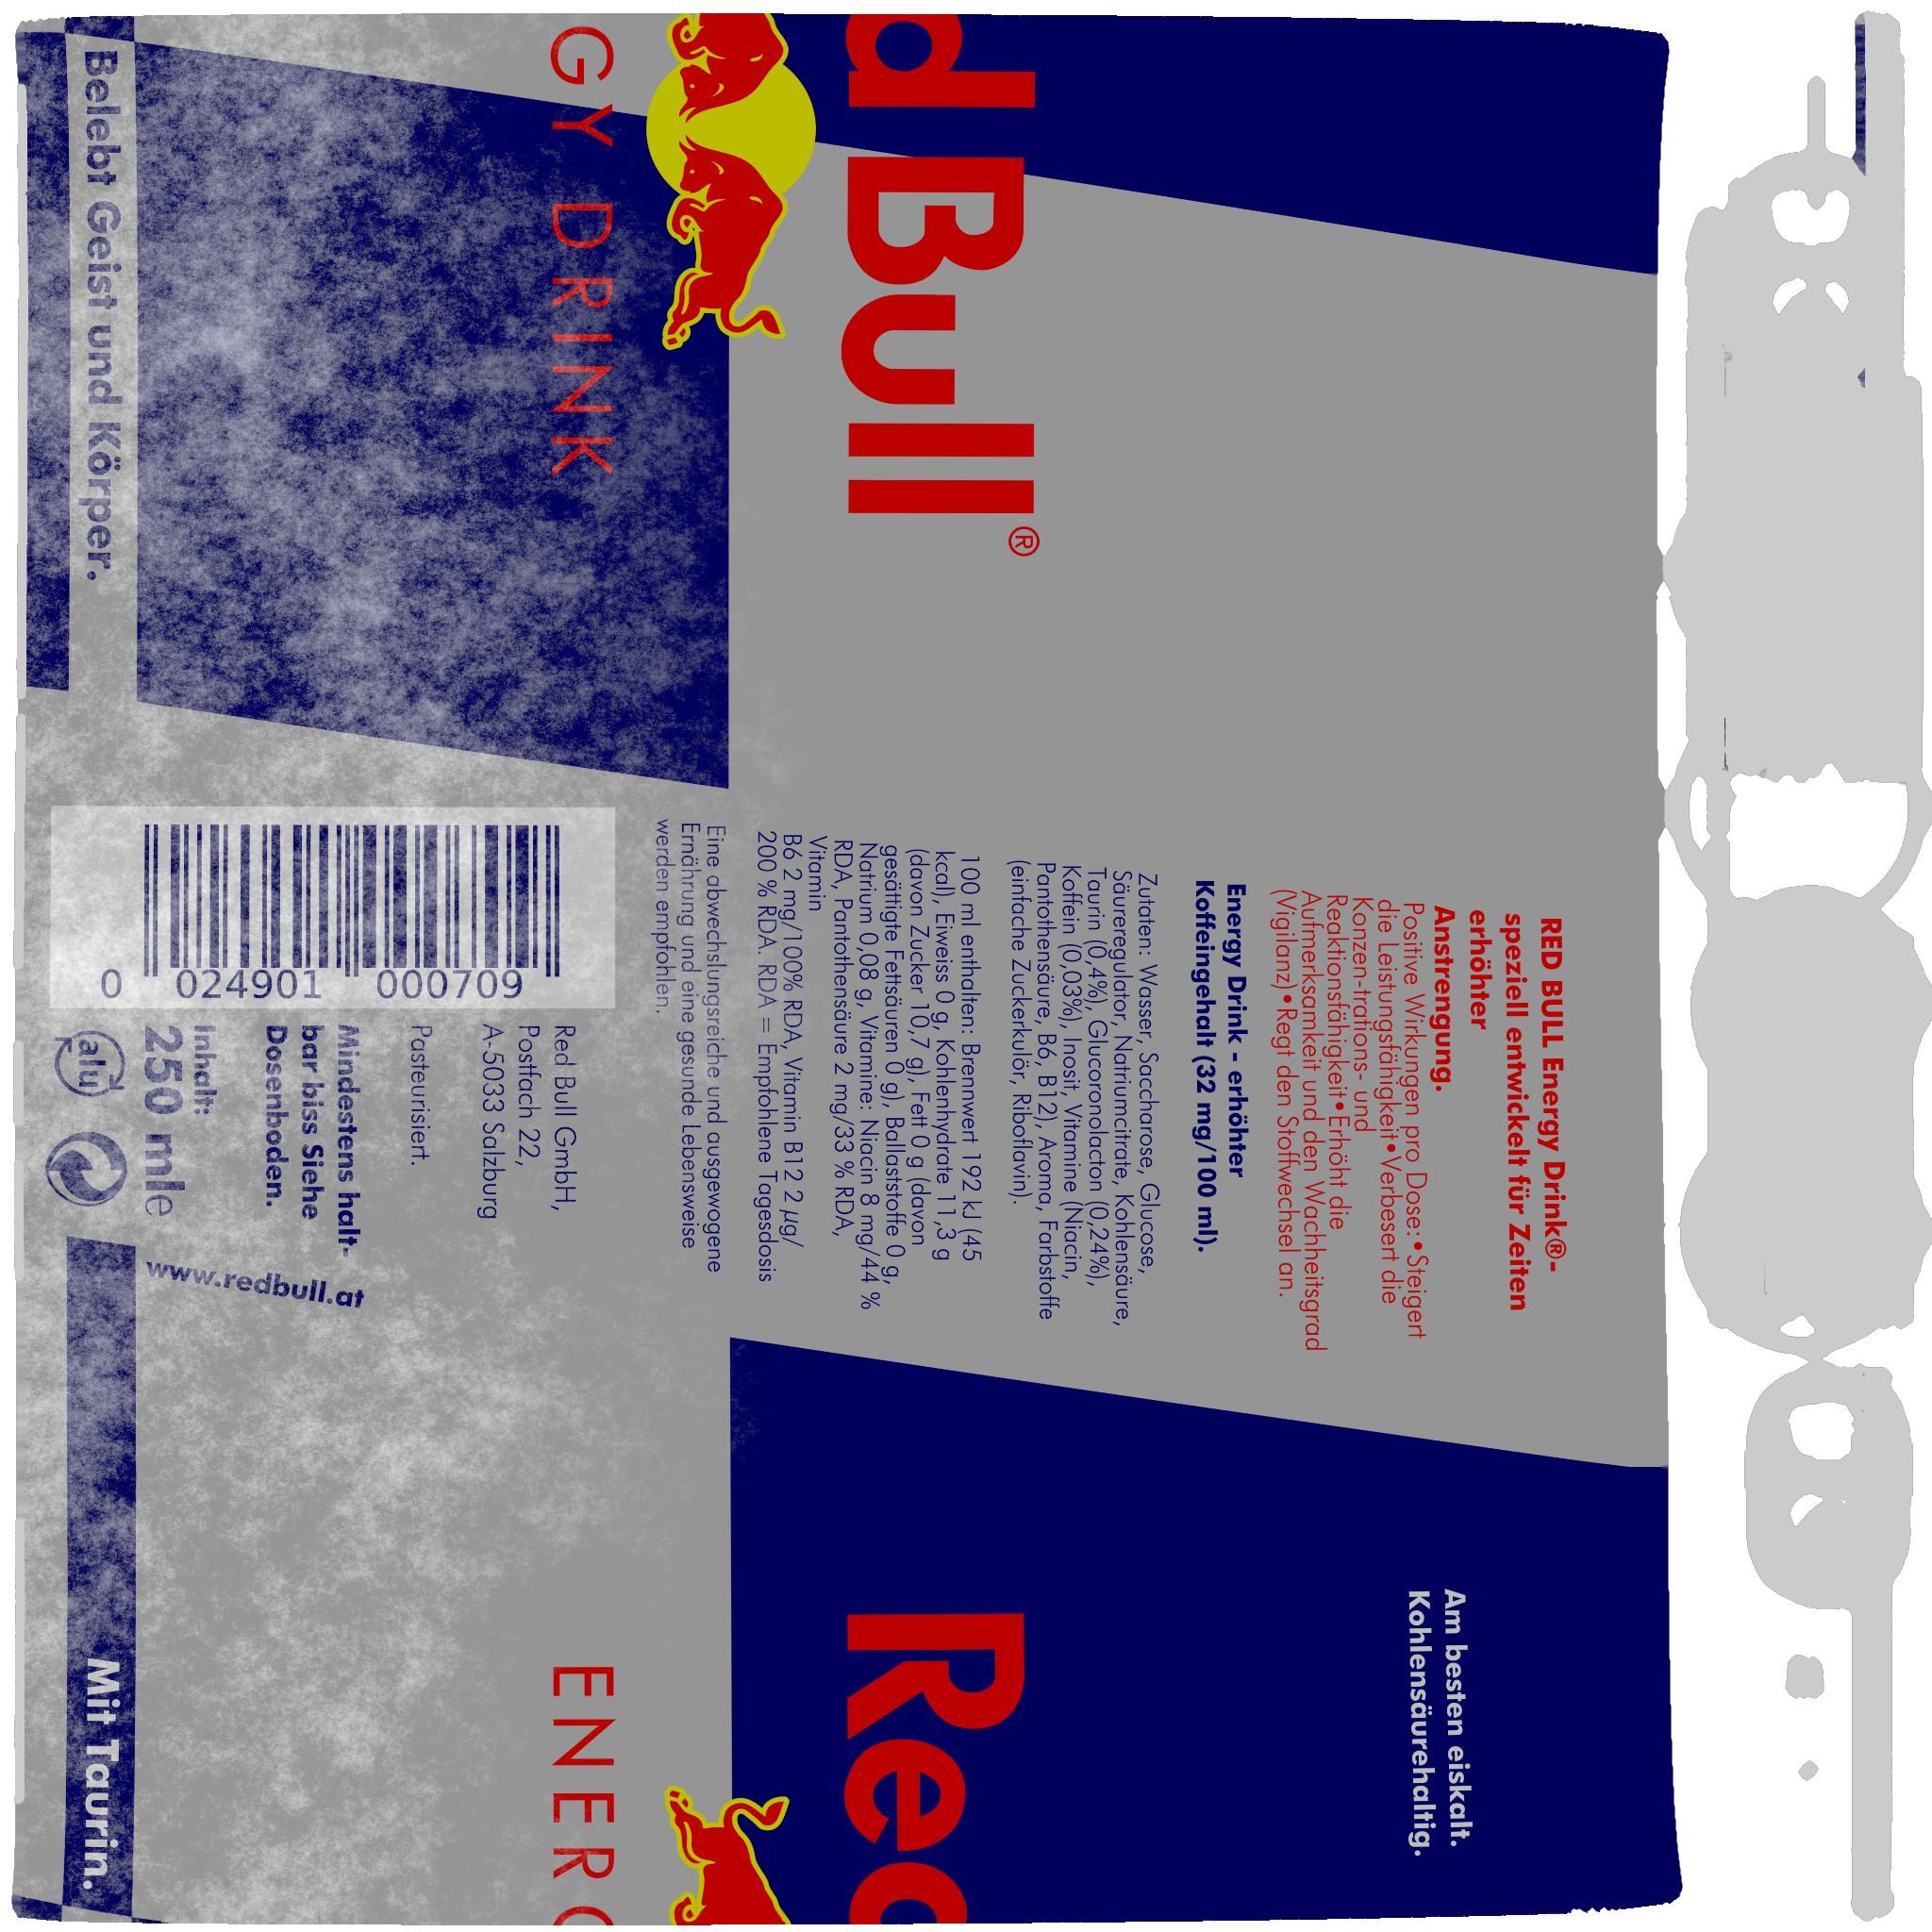 RED BULL Energy Drink®-
speziell entwickelt für Zeiten
erhöhter
Anstrengung.
Positive Wirkungen pro Dose:•Steigert
die Leistungsfähigkeit•Verbesert die
Konzen-trations- und
Reaktionsfähigkeit•Erhöht die
Aufmerksamkeit und den Wachheitsgrad
(Vigilanz)•Regt den Stoffwechsel an.
Energy Drink - erhöhter
Koffeingehalt (32 mg/100 ml).
Zutaten: Wasser, Saccharose, Glucose,
Säureregulator, Natriumcitrate, Kohlensäure,
Taurin (0,4%), Glucoronolacton (0,24%),
Koffein (0,03%), Inosit, Vitamine (Niacin,
Pantothensäure, B6, B12), Aroma, Farbstoffe
(einfache Zuckerkulör, Riboflavin).
100 ml enthalten: Brennwert 192 kJ (45
kcal), Eiweiss 0 g, Kohlenhydrate 11,3 g
(davon Zucker 10,7 g), Fett 0 g (davon
gesättigte Fettsäuren 0 g), Ballaststoffe 0 g,
Natrium 0,08 g, Vitamine: Niacin 8 mg/44 %
RDA, Pantothensäure 2 mg/33 % RDA,
Vitamin
B6 2 mg/100% RDA, Vitamin B12 2 µg/
200 % RDA. RDA = Empfohlene Tagesdosis
Eine abwechslungsreiche und ausgewogene
Ernährung und eine gesunde Lebensweise
werden empfohlen.
Am besten eiskalt.
Kohlensäurehaltig.
d Bull®
Red
GY DRINK
ENERG
Red Bull GmbH,
Postfach 22,
A-5033 Salzburg
Pasteurisiert.
Mindestens halt-
bar biss Siehe
Dosenboden.
Inhalt:
250 mle
alu
www.redbull.at
0 024901 000709
Belebt Geist und Körper.
Mit Taurin.